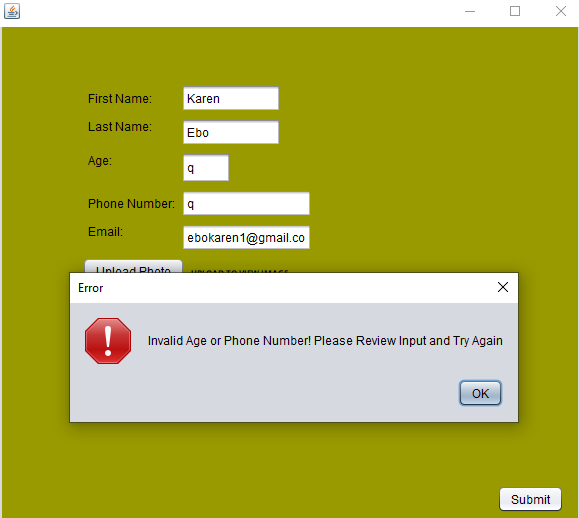 First Name: Karen
Last Name: Ebo
Age: q
Phone Number: q
Email: ebokaren1@gmail.co
Upload Photo UPLOAD TO VIEW IMAGE
Error
Invalid Age or Phone Number! Please Review Input and Try Again
OK
Submit